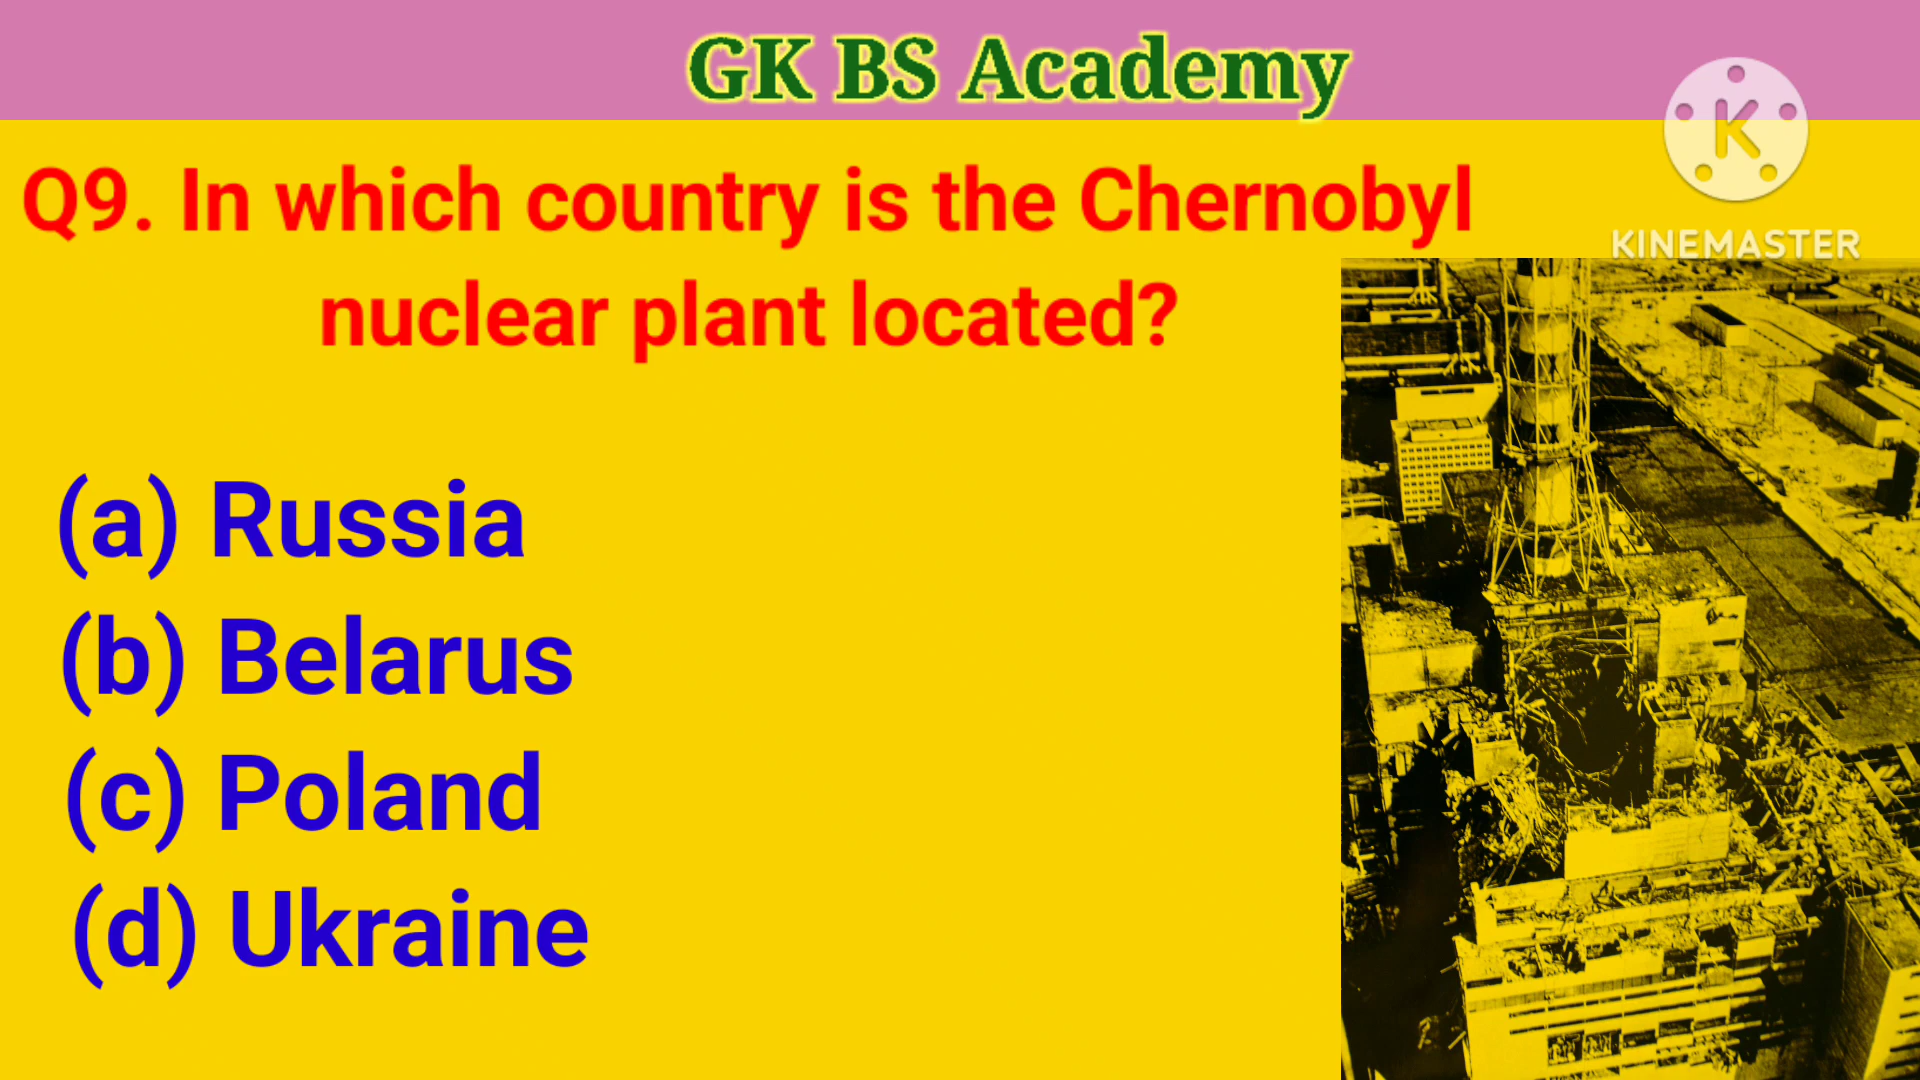 GK BS Academy
K
KINEMASTER
Q9. In which country is the Chernobyl
nuclear plant located?
(a) Russia
(b) Belarus
(c) Poland
(d) Ukraine